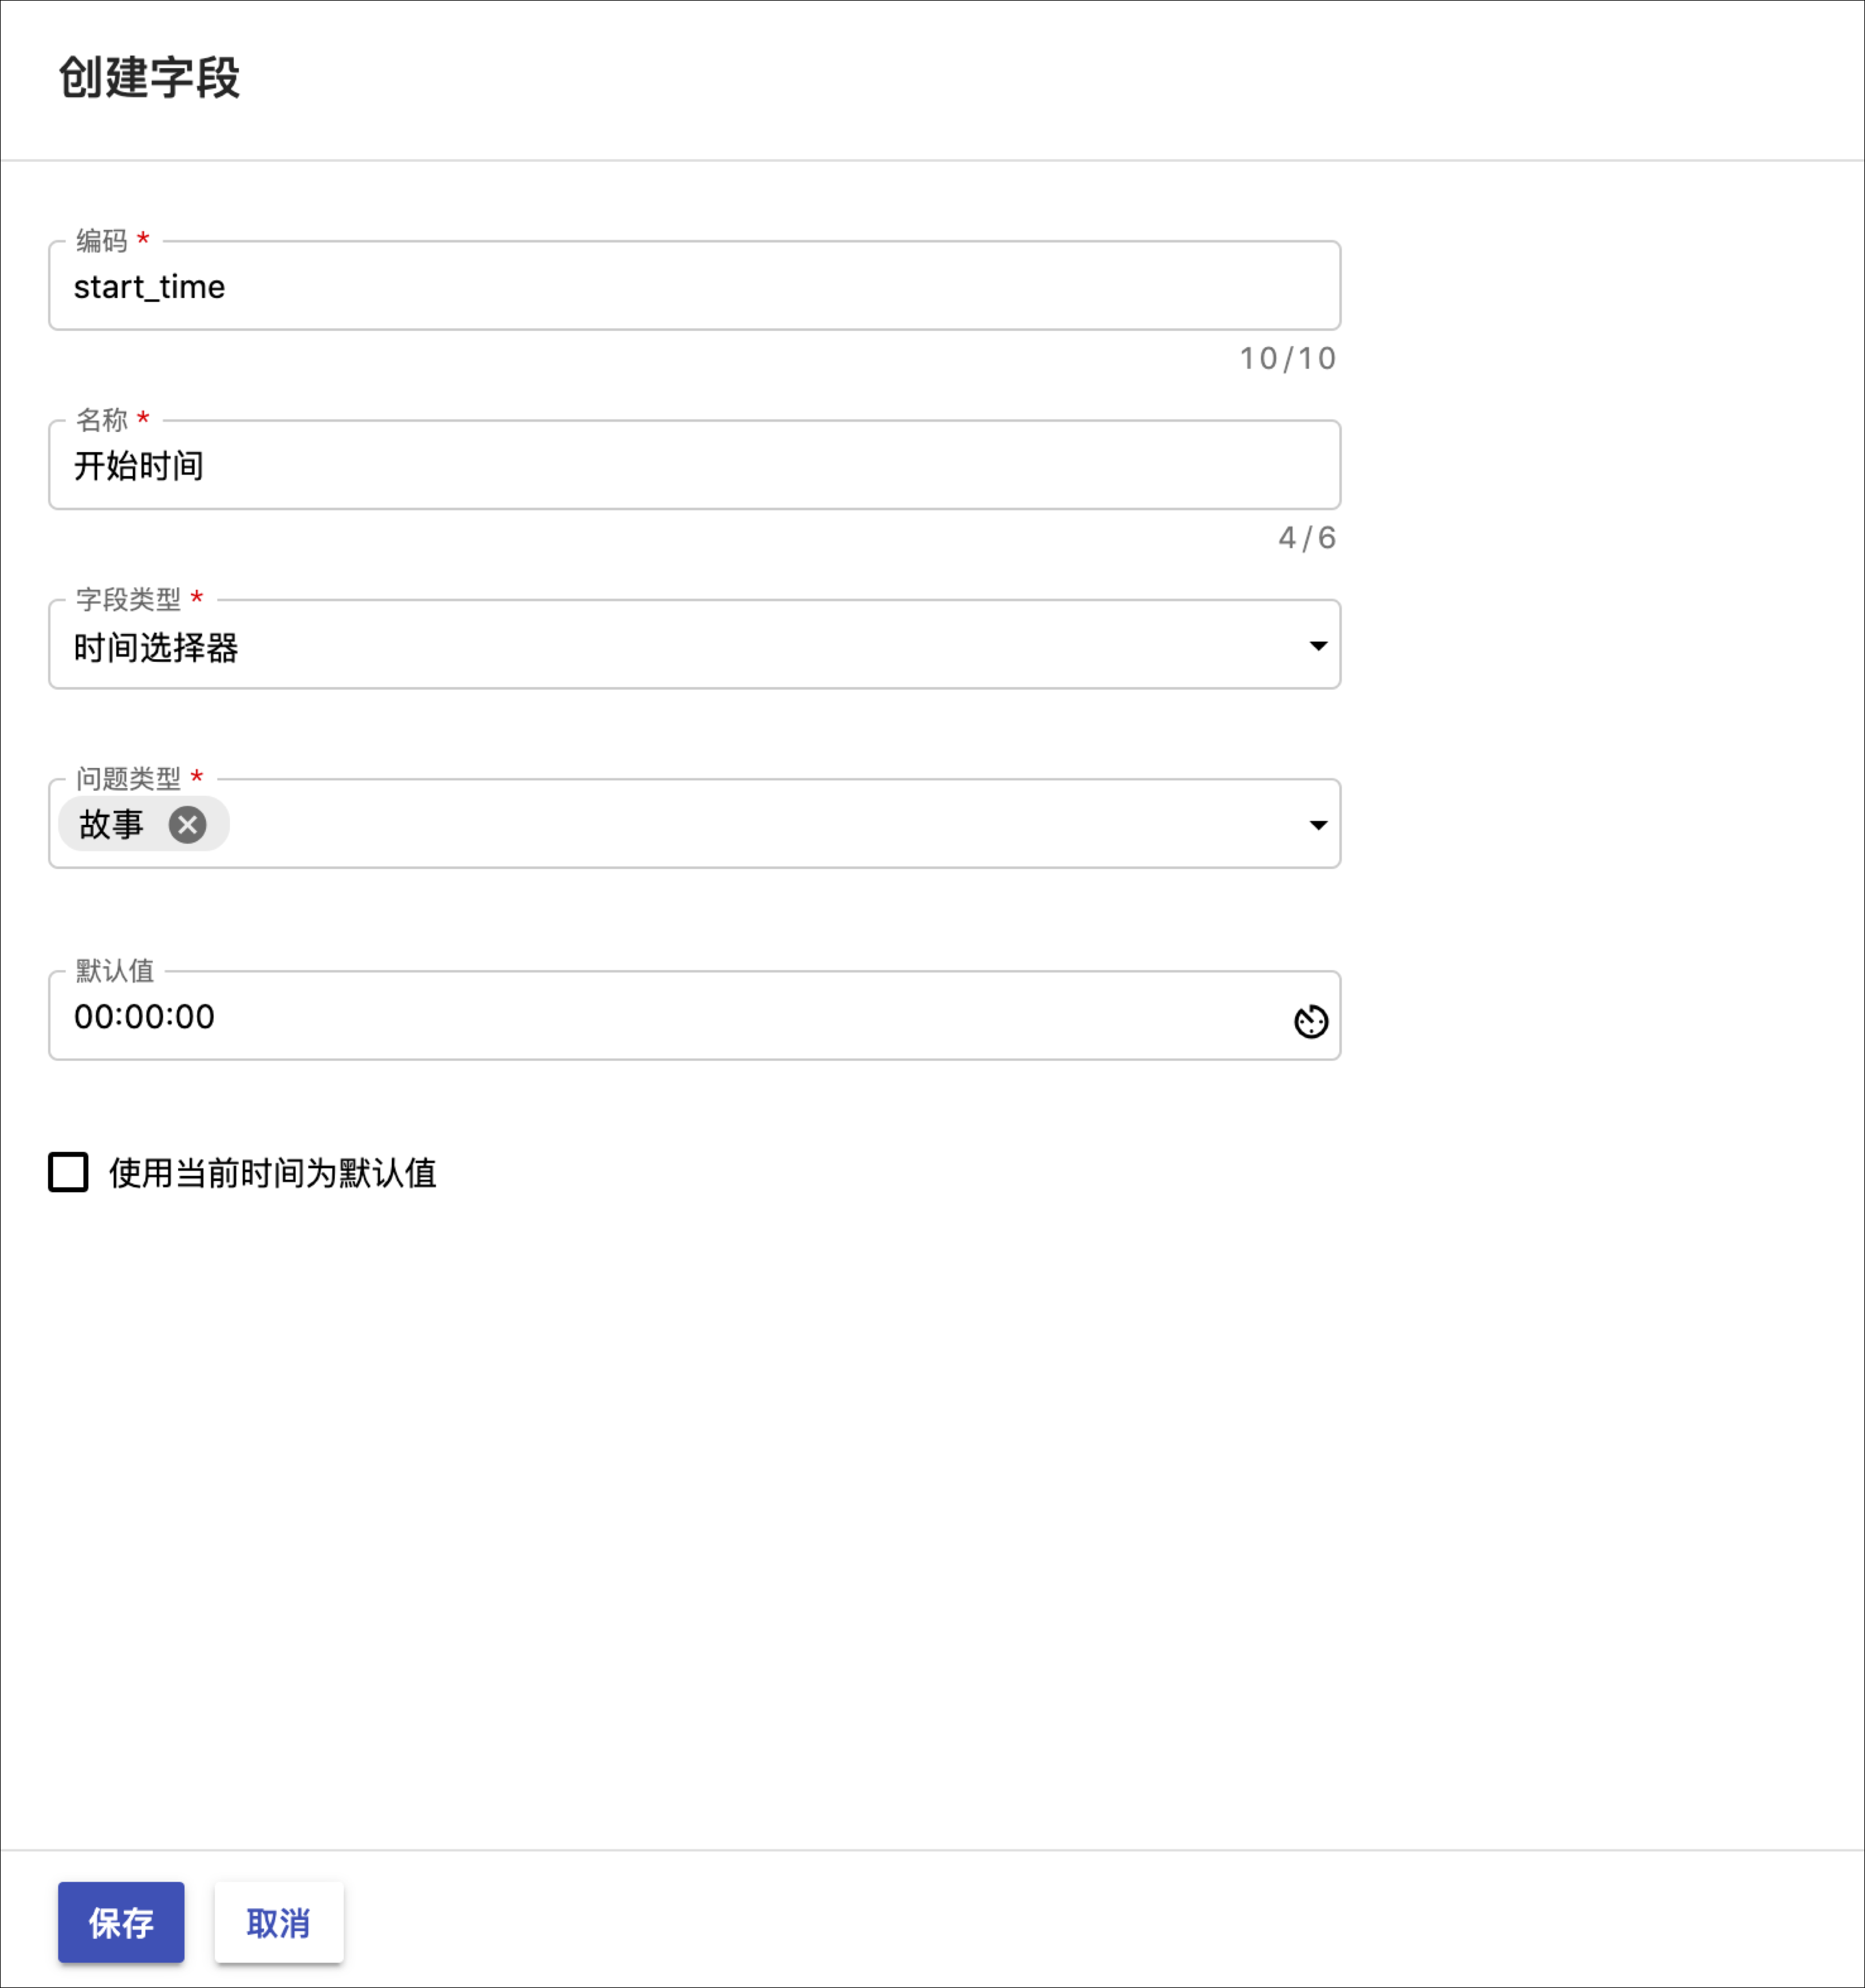 创建字段
编码 *
start_time
10/10
名称 *
开始时间
4/6
字段类型 *
时间选择器
问题类型 *
故事
默认值
00:00:00
使用当前时间为默认值
保存 取消